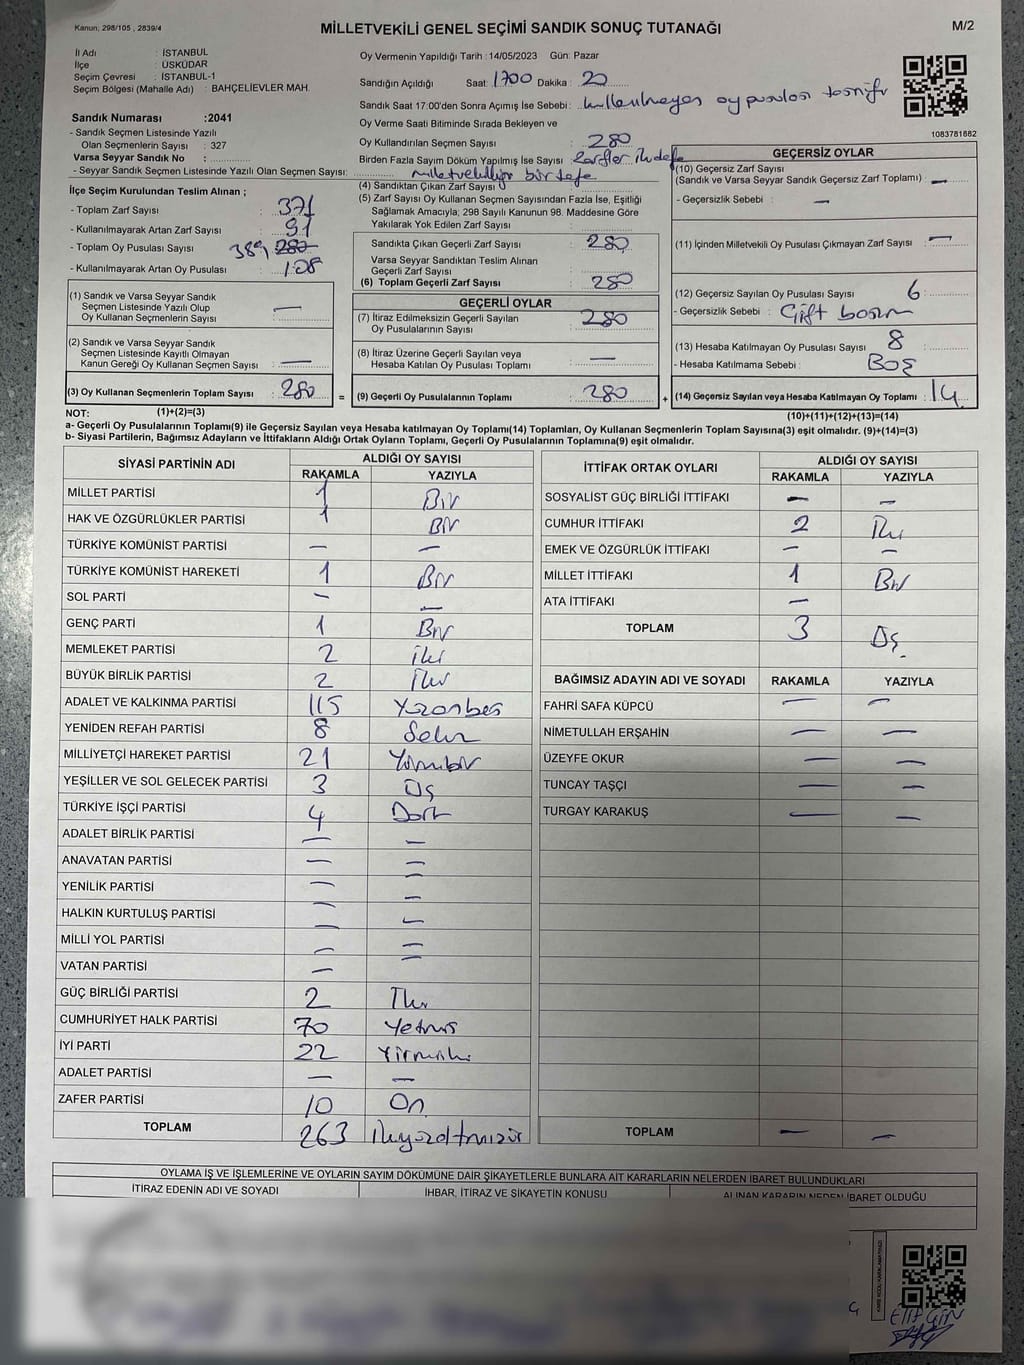 Kanun, 298/105 , 2839/4
MİLLETVEKİLİ GENEL SEÇİMİ SANDIK SONUÇ TUTANAĞI
M/2
İl Adı : İSTANBUL
İlçe : ÜSKÜDAR
Seçim Çevresi : İSTANBUL-1
Seçim Bölgesi (Mahalle Adı) : BAHÇELİEVLER MAH.
Sandık Numarası : 2041
- Sandık Seçmen Listesinde Yazılı
Olan Seçmenlerin Sayısı : 327
Varsa Seyyar Sandık No :
- Seyyar Sandık Seçmen Listesinde Yazılı Olan Seçmen Sayısı:
İlçe Seçim Kurulundan Teslim Alınan ;
- Toplam Zarf Sayısı : 371
- Kullanılmayarak Artan Zarf Sayısı : 91
- Toplam Oy Pusulası Sayısı 389 280
- Kullanılmayarak Artan Oy Pusulası : 108
(1) Sandık ve Varsa Seyyar Sandık
Seçmen Listesinde Yazılı Olup
Oy Kullanan Seçmenlerin Sayısı : —
(2) Sandık ve Varsa Seyyar Sandık
Seçmen Listesinde Kayıtlı Olmayan
Kanun Gereği Oy Kullanan Seçmen Sayısı : —
(3) Oy Kullanan Seçmenlerin Toplam Sayısı : 280 =
Oy Vermenin Yapıldığı Tarih : 14/05/2023 Gün: Pazar
Sandığın Açıldığı Saat: 1700 Dakika : 20
Sandık Saat 17:00'den Sonra Açımış İse Sebebi : kullanılmayan oy pusulası tasnifi
Oy Verme Saati Bitiminde Sırada Bekleyen ve
Oy Kullandırılan Seçmen Sayısı : 280
Birden Fazla Sayım Döküm Yapılmış İse Sayısı : zarflar iki defa
milletvekilliği bir defa
(4) Sandıktan Çıkan Zarf Sayısı :
(5) Zarf Sayısı Oy Kullanan Seçmen Sayısından Fazla İse, Eşitliği
Sağlamak Amacıyla; 298 Sayılı Kanunun 98. Maddesine Göre
Yakılarak Yok Edilen Zarf Sayısı :
Sandıkta Çıkan Geçerli Zarf Sayısı : 280
Varsa Seyyar Sandıktan Teslim Alınan
Geçerli Zarf Sayısı :
(6) Toplam Geçerli Zarf Sayısı : 280
GEÇERLİ OYLAR
(7) İtiraz Edilmeksizin Geçerli Sayılan
Oy Pusulalarının Sayısı : 280
(8) İtiraz Üzerine Geçerli Sayılan veya
Hesaba Katılan Oy Pusulası Toplamı : —
(9) Geçerli Oy Pusulalarının Toplamı : 280 +
1083781682
GEÇERSİZ OYLAR
(10) Geçersiz Zarf Sayısı
(Sandık ve Varsa Seyyar Sandık Geçersiz Zarf Toplamı) : —
- Geçersizlik Sebebi : —
(11) İçinden Milletvekili Oy Pusulası Çıkmayan Zarf Sayısı : —
(12) Geçersiz Sayılan Oy Pusulası Sayısı 6 :
- Geçersizlik Sebebi : Çift basım
(13) Hesaba Katılmayan Oy Pusulası Sayısı 8 :
- Hesaba Katılmama Sebebi : Boş
(14) Geçersiz Sayılan veya Hesaba Katılmayan Oy Toplamı : 14
NOT: (1)+(2)=(3)
(10)+(11)+(12)+(13)=(14)
a- Geçerli Oy Pusulalarının Toplamı(9) ile Geçersiz Sayılan veya Hesaba katılmayan Oy Toplamı(14) Toplamları, Oy Kullanan Seçmenlerin Toplam Sayısına(3) eşit olmalıdır. (9)+(14)=(3)
b- Siyasi Partilerin, Bağımsız Adayların ve İttifakların Aldığı Ortak Oyların Toplamı, Geçerli Oy Pusulalarının Toplamına(9) eşit olmalıdır.
SİYASİ PARTİNİN ADI ALDIĞI OY SAYISI
RAKAMLA YAZIYLA
MİLLET PARTİSİ 1 Bir
HAK VE ÖZGÜRLÜKLER PARTİSİ 1 Bir
TÜRKİYE KOMÜNİST PARTİSİ — —
TÜRKİYE KOMÜNİST HAREKETİ 1 Bir
SOL PARTİ — —
GENÇ PARTİ 1 Bir
MEMLEKET PARTİSİ 2 iki
BÜYÜK BİRLİK PARTİSİ 2 İki
ADALET VE KALKINMA PARTİSİ 115 Yüzonbeş
YENİDEN REFAH PARTİSİ 8 Sekiz
MİLLİYETÇİ HAREKET PARTİSİ 21 Yirmibir
YEŞİLLER VE SOL GELECEK PARTİSİ 3 Üç
TÜRKİYE İŞÇİ PARTİSİ 4 Dört
ADALET BİRLİK PARTİSİ — —
ANAVATAN PARTİSİ — —
YENİLİK PARTİSİ — —
HALKIN KURTULUŞ PARTİSİ — —
MİLLİ YOL PARTİSİ — —
VATAN PARTİSİ — —
GÜÇ BİRLİĞİ PARTİSİ 2 İki
CUMHURİYET HALK PARTİSİ 70 Yetmiş
İYİ PARTİ 22 Yirmiiki
ADALET PARTİSİ — —
ZAFER PARTİSİ 10 On
TOPLAM 263 İkiyüzaltmışüç
İTTİFAK ORTAK OYLARI ALDIĞI OY SAYISI
RAKAMLA YAZIYLA
SOSYALİST GÜÇ BİRLİĞİ İTTİFAKI — —
CUMHUR İTTİFAKI 2 İki
EMEK VE ÖZGÜRLÜK İTTİFAKI — —
MİLLET İTTİFAKI 1 Bir
ATA İTTİFAKI —
TOPLAM 3 Üç
BAĞIMSIZ ADAYIN ADI VE SOYADI RAKAMLA YAZIYLA
FAHRİ SAFA KÜPCÜ — —
NİMETULLAH ERŞAHİN — —
ÜZEYFE OKUR — —
TUNCAY TAŞÇI — —
TURGAY KARAKUŞ — —
TOPLAM — —
OYLAMA İŞ VE İŞLEMLERİNE VE OYLARIN SAYIM DÖKÜMÜNE DAİR ŞİKAYETLERLE BUNLARA AİT KARARLARIN NELERDEN İBARET BULUNDUKLARI
İTİRAZ EDENİN ADI VE SOYADI İHBAR, İTİRAZ VE ŞİKAYETİN KONUSU ALINAN KARARIN NEDEN İBARET OLDUĞU
KARE KODU KARALAMAYINIZ!
ELİF